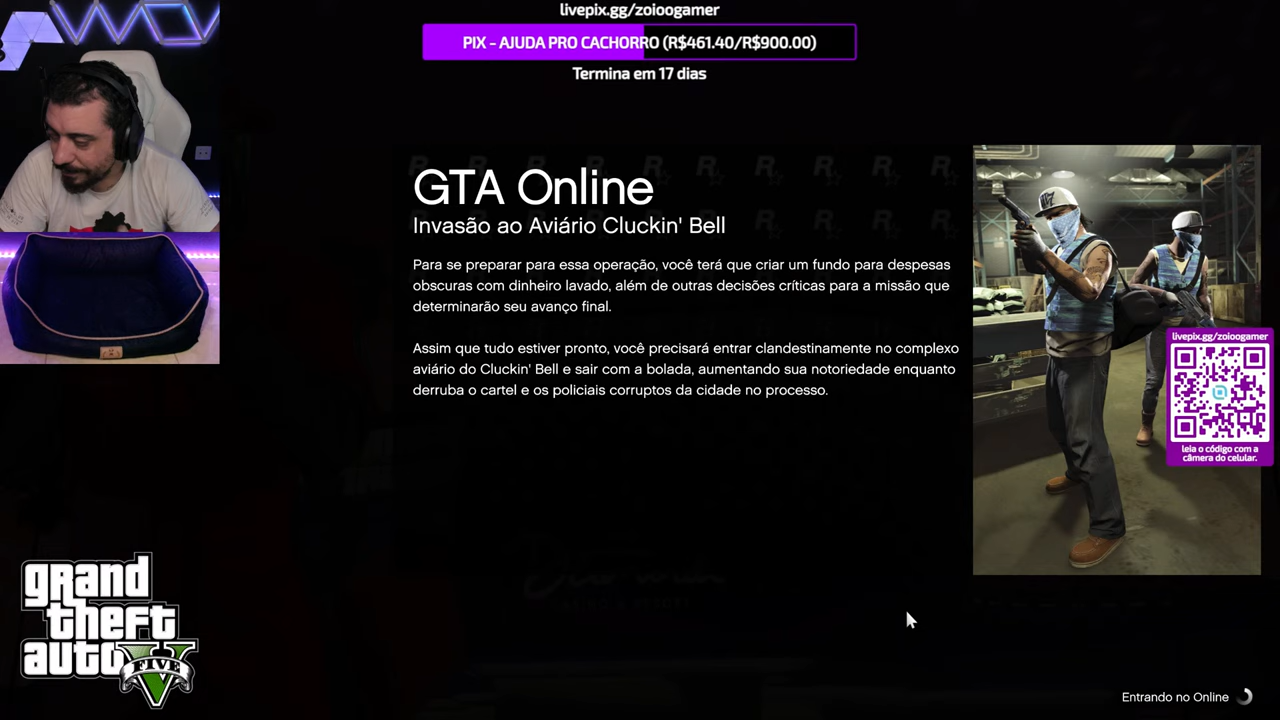 livepix.gg/zoioogamer
PIX - AJUDA PRO CACHORRO (R$461.40/R$900.00)
Termina em 17 dias
GTA Online
Invasão ao Aviário Cluckin' Bell
Para se preparar para essa operação, você terá que criar um fundo para despesas
obscuras com dinheiro lavado, além de outras decisões críticas para a missão que
determinarão seu avanço final.
Assim que tudo estiver pronto, você precisará entrar clandestinamente no complexo
aviário do Cluckin' Bell e sair com a bolada, aumentando sua notoriedade enquanto
derruba o cartel e os policiais corruptos da cidade no processo.
livepix.gg/zoioogamer
leia o código com a
câmera do celular.
grand
theft
auto
V
FIVE
Entrando no Online